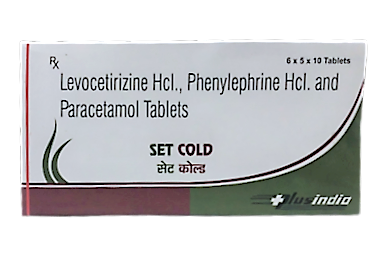 Rx
6 x 5 x 10 Tablets
Levocetirizine Hcl., Phenylephrine Hcl. and
Paracetamol Tablets
SET COLD
सेट कोल्ड
plusindia